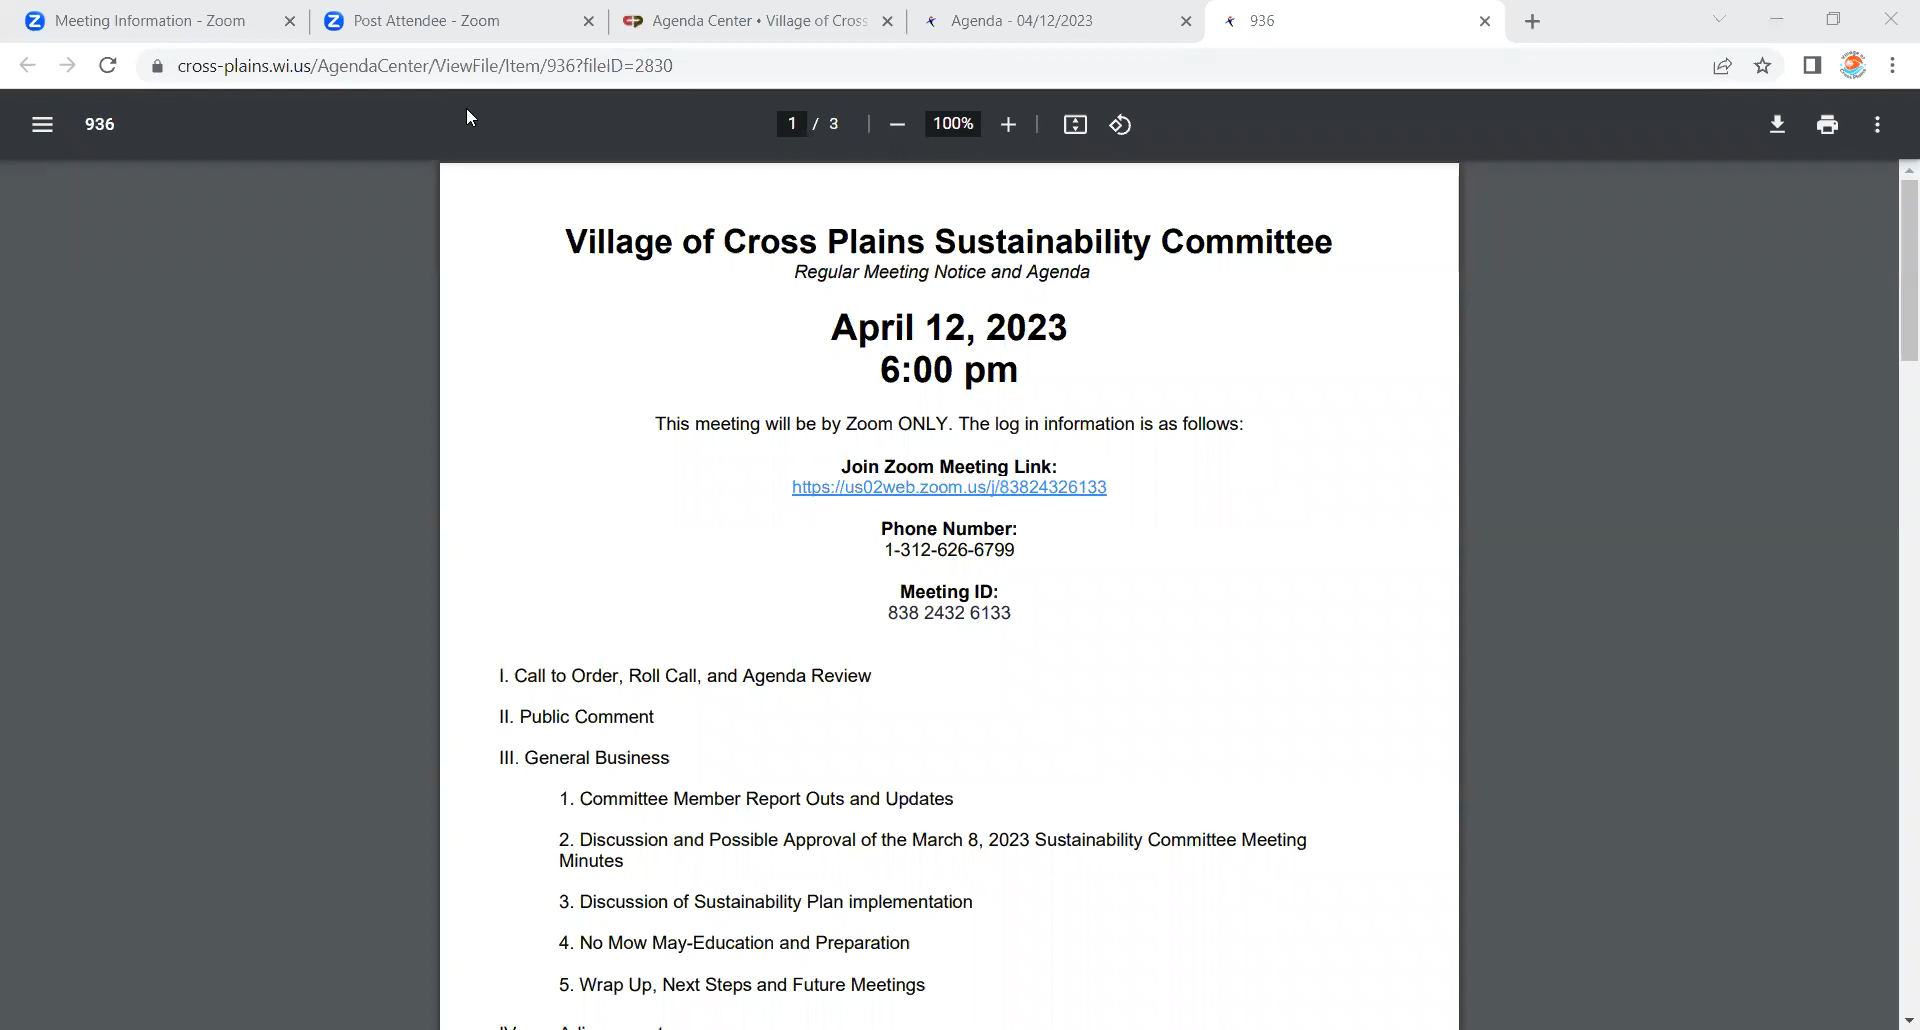 Meeting Information - Zoom
Post Attendee - Zoom
Agenda Center • Village of Cross
Agenda - 04/12/2023
936
cross-plains.wi.us/AgendaCenter/ViewFile/Item/936?fileID=2830
936
1 / 3
100%
Village of Cross Plains Sustainability Committee
Regular Meeting Notice and Agenda
April 12, 2023
6:00 pm
This meeting will be by Zoom ONLY. The log in information is as follows:
Join Zoom Meeting Link:
https://us02web.zoom.us/j/83824326133
Phone Number:
1-312-626-6799
Meeting ID:
838 2432 6133
I. Call to Order, Roll Call, and Agenda Review
II. Public Comment
III. General Business
1. Committee Member Report Outs and Updates
2. Discussion and Possible Approval of the March 8, 2023 Sustainability Committee Meeting
Minutes
3. Discussion of Sustainability Plan implementation
4. No Mow May-Education and Preparation
5. Wrap Up, Next Steps and Future Meetings